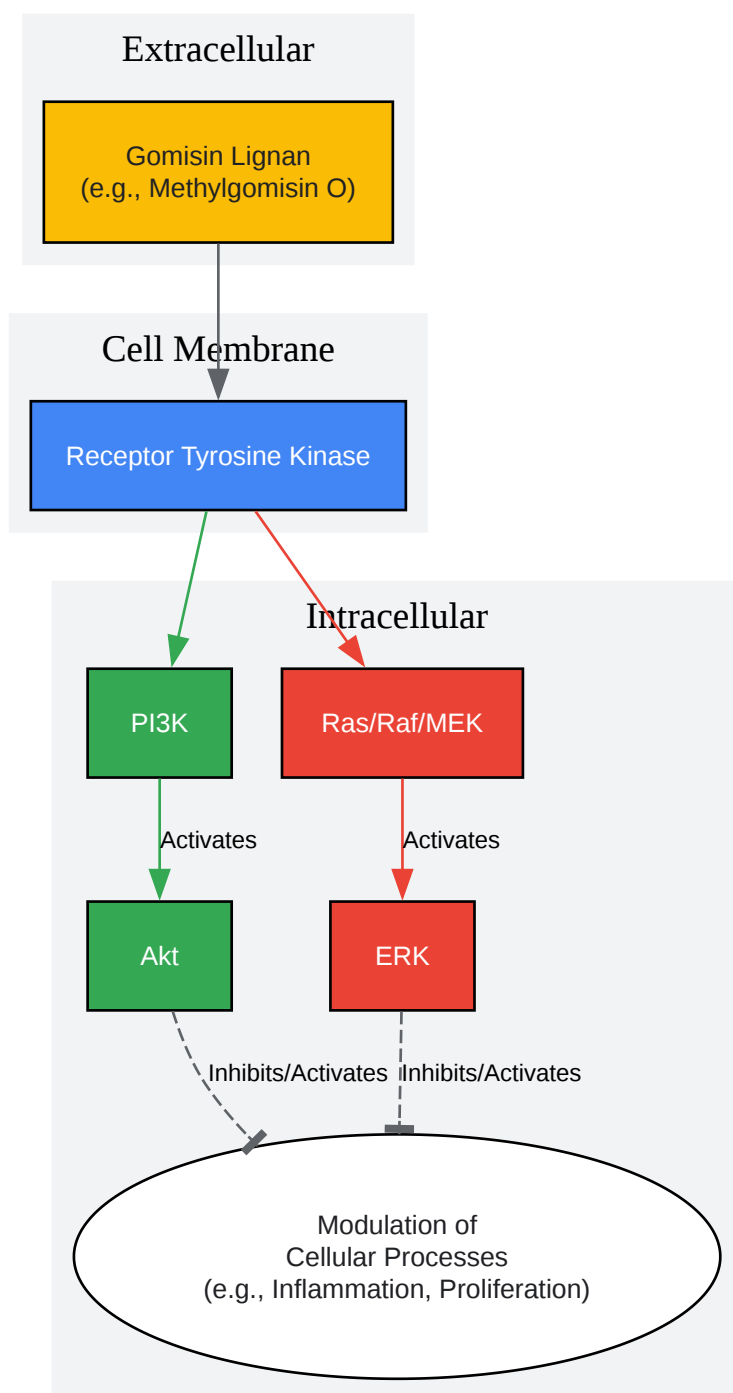 Extracellular
Gomisin Lignan
(e.g., Methylgomisin O)
Cell Membrane
Receptor Tyrosine Kinase
Intracellular
PI3K
Ras/Raf/MEK
Activates
Activates
Akt
ERK
Inhibits/Activates
Inhibits/Activates
Modulation of
Cellular Processes
(e.g., Inflammation, Proliferation)